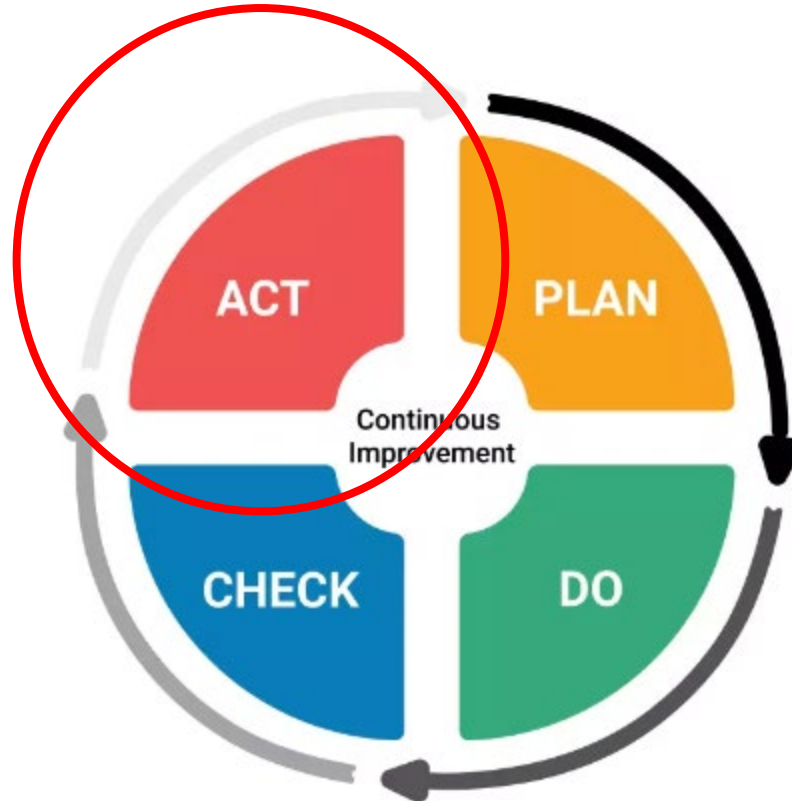 ACT
PLAN
Continuous
Improvement
CHECK
DO